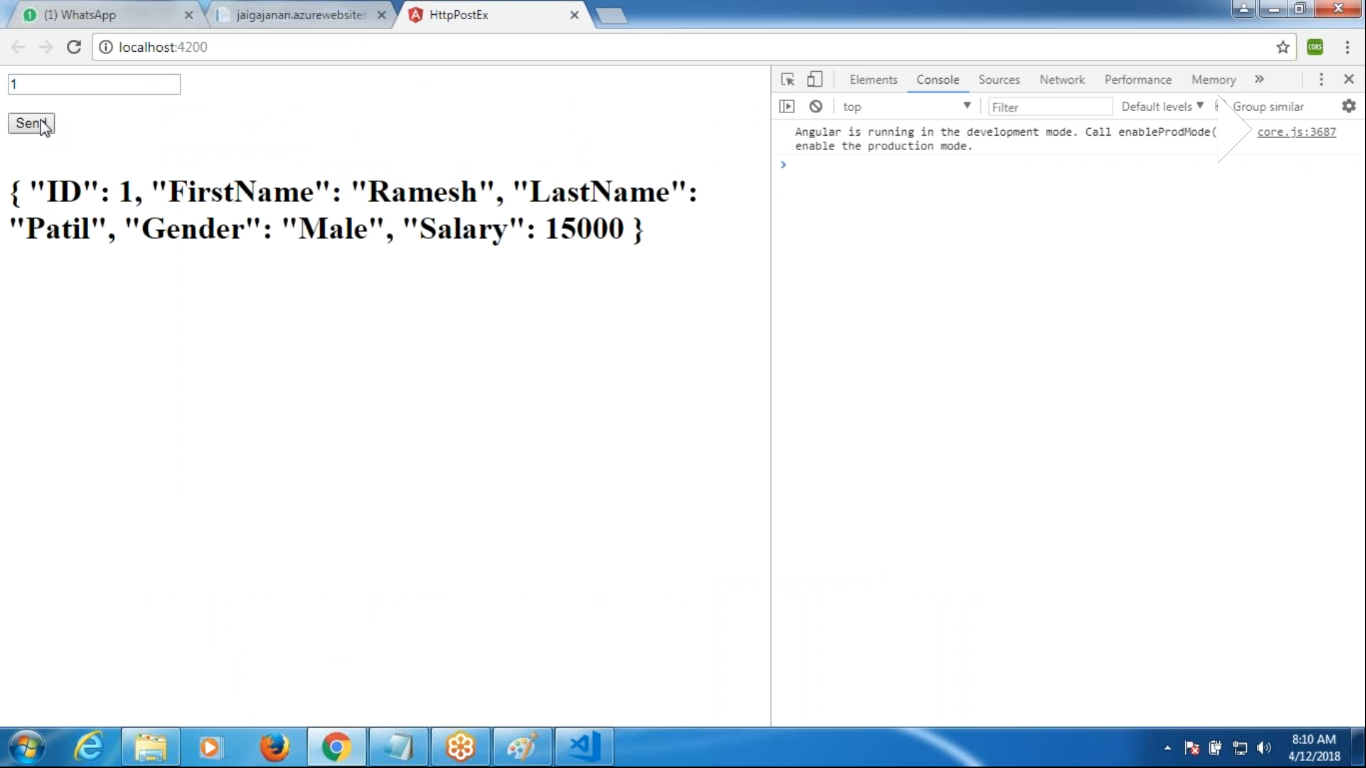 (1) WhatsApp
jaigajanan.azurewebsites
HttpPostEx
localhost:4200
CORS
1
Send
{ "ID": 1, "FirstName": "Ramesh", "LastName":
"Patil", "Gender": "Male", "Salary": 15000 }
Elements Console Sources Network Performance Memory »
top Filter Default levels Group similar
Angular is running in the development mode. Call enableProdMode( core.js:3687
enable the production mode.
8:10 AM
4/12/2018